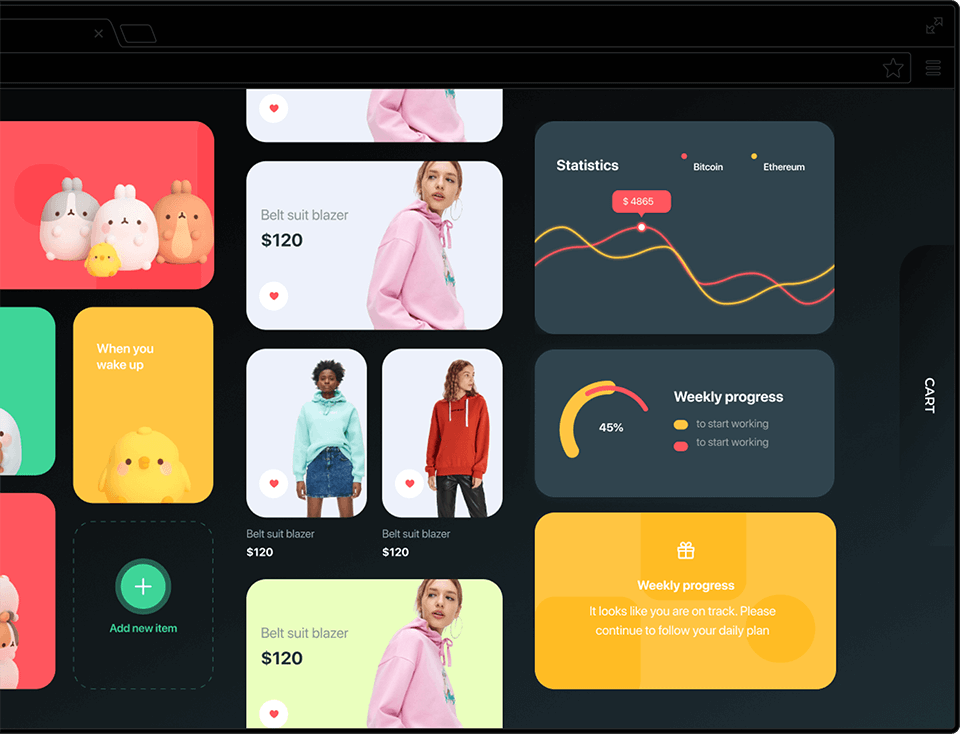 When you
wake up
Add new item
Belt suit blazer
$120
Belt suit blazer
$120
Belt suit blazer
$120
Belt suit blazer
$120
Statistics
Bitcoin
Ethereum
$ 4865
45%
Weekly progress
to start working
to start working
Weekly progress
It looks like you are on track. Please
continue to follow your daily plan
CART